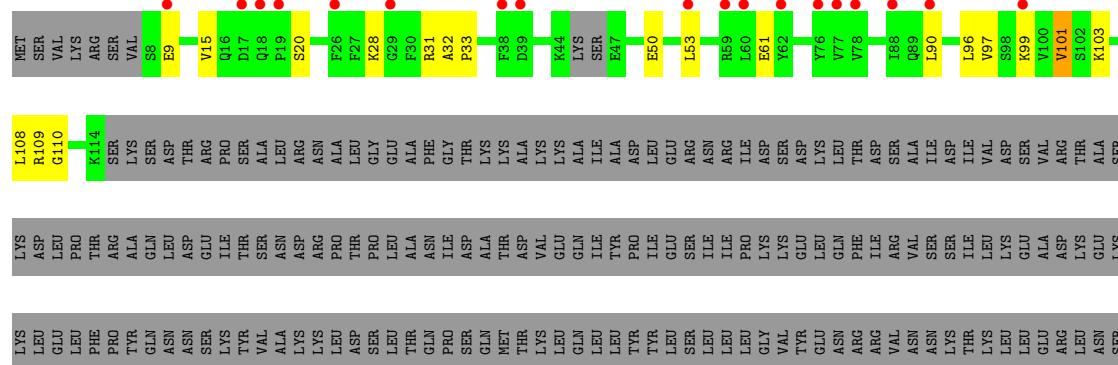 MET SER VAL LYS ARG SER VAL S8 E9 V15 Q16 D17 Q18 P19 S20 F26 F27 K28 G29 F30 R31 A32 P33 F38 D39 K44 LYS SER E47 E50 L53 R59 L60 E61 Y62 Y76 V77 V78 I88 Q89 L90 L96 V97 S98 K99 V100 V101 S102 K103
L108 R109 G110 K114 SER LYS SER ASP THR ARG PRO SER ALA LEU ARG ASN ALA LEU GLY GLU ALA PHE GLY THR LYS LYS ALA LYS LYS ALA ILE ALA ASP LEU GLU ARG ASN ARG ILE ASP SER ASP LYS LEU THR ASP SER ALA ILE ASP ILE VAL ASP SER VAL ARG THR ALA SER
LYS ASP LEU PRO THR ARG ALA GLN LEU ASP GLU ILE THR SER ASN ASP ARG PRO THR PRO LEU ALA ASN ILE ASP ALA THR ASP VAL GLU GLN ILE TYR PRO ILE GLU SER ILE ILE PRO LYS LYS GLU LEU GLN PHE ILE ARG VAL SER SER ILE LEU LYS GLU ALA ASP LYS GLU LYS
LYS LEU GLU LEU PHE PRO TYR GLN ASN ASN SER LYS TYR VAL ALA LYS LYS LEU ASP SER LEU THR GLN PRO SER GLN MET THR LYS LEU GLN LEU LEU TYR TYR LEU SER LEU LEU LEU GLY VAL TYR GLU ASN ARG ARG VAL ASN ASN LYS THR LYS LEU LEU GLU ARG LEU ASN SER